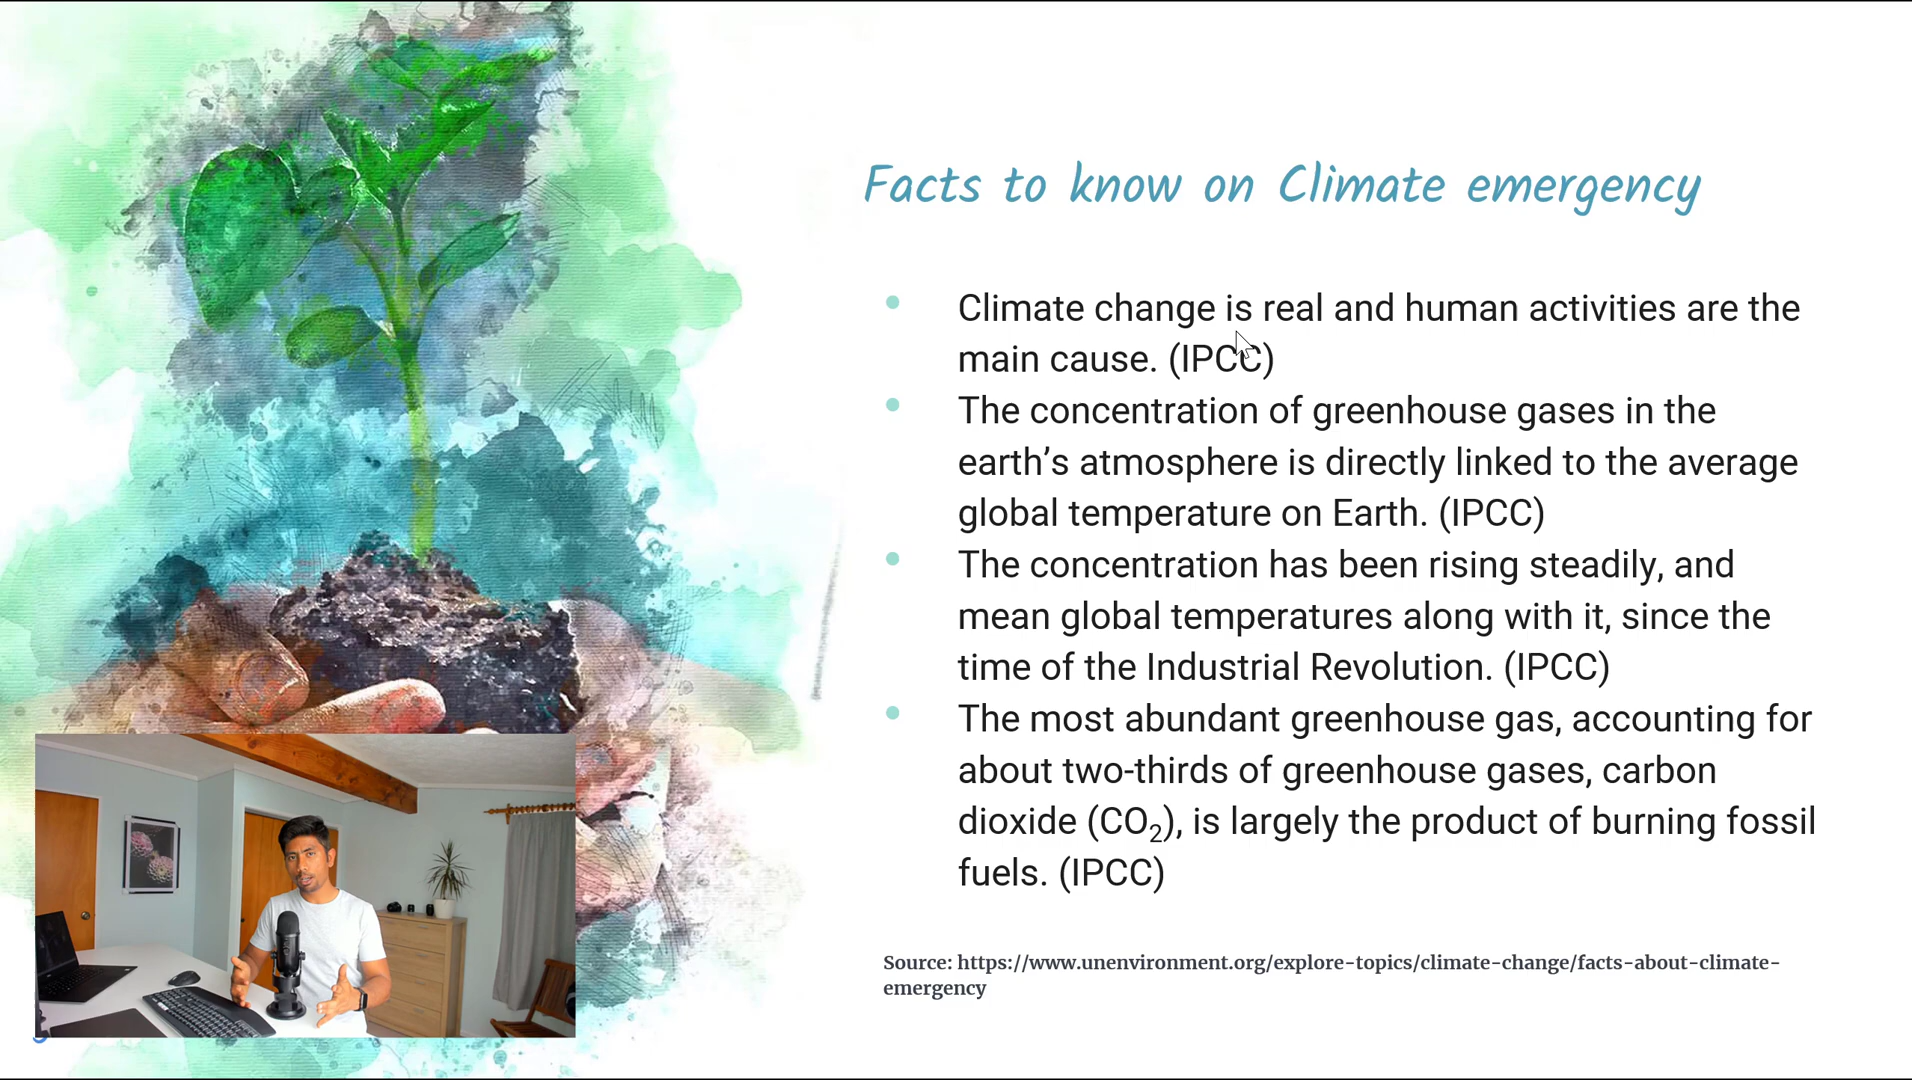 Facts to know on Climate emergency
Climate change is real and human activities are the
main cause. (IPCC)
The concentration of greenhouse gases in the
earth’s atmosphere is directly linked to the average
global temperature on Earth. (IPCC)
The concentration has been rising steadily, and
mean global temperatures along with it, since the
time of the Industrial Revolution. (IPCC)
The most abundant greenhouse gas, accounting for
about two-thirds of greenhouse gases, carbon
dioxide (CO₂), is largely the product of burning fossil
fuels. (IPCC)
Source: https://www.unenvironment.org/explore-topics/climate-change/facts-about-climate-
emergency